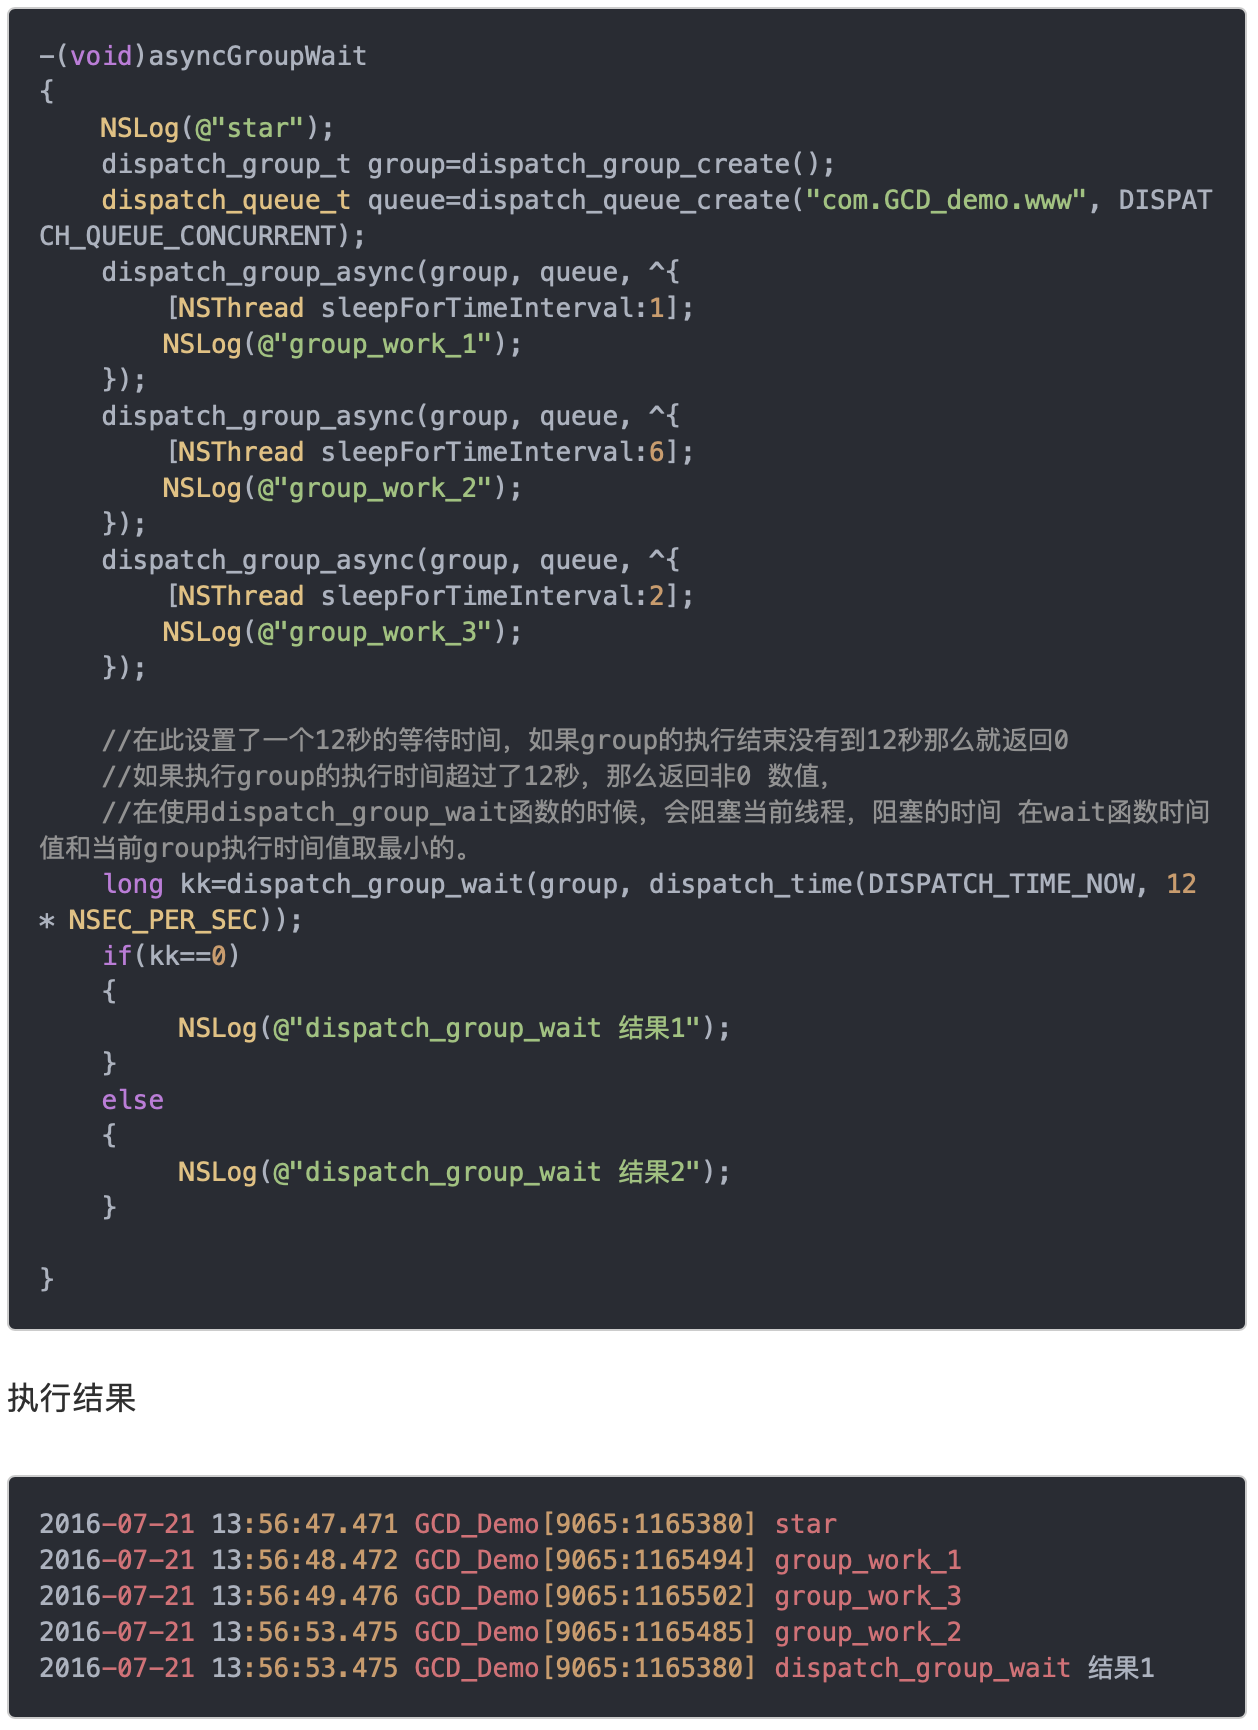 -(void)asyncGroupWait
{
    NSLog(@"star");
    dispatch_group_t group=dispatch_group_create();
    dispatch_queue_t queue=dispatch_queue_create("com.GCD_demo.www", DISPAT
CH_QUEUE_CONCURRENT);
    dispatch_group_async(group, queue, ^{
        [NSThread sleepForTimeInterval:1];
        NSLog(@"group_work_1");
    });
    dispatch_group_async(group, queue, ^{
        [NSThread sleepForTimeInterval:6];
        NSLog(@"group_work_2");
    });
    dispatch_group_async(group, queue, ^{
        [NSThread sleepForTimeInterval:2];
        NSLog(@"group_work_3");
    });
    //在此设置了一个12秒的等待时间，如果group的执行结束没有到12秒那么就返回0
    //如果执行group的执行时间超过了12秒，那么返回非0 数值，
    //在使用dispatch_group_wait函数的时候，会阻塞当前线程，阻塞的时间 在wait函数时间
值和当前group执行时间值取最小的。
    long kk=dispatch_group_wait(group, dispatch_time(DISPATCH_TIME_NOW, 12
* NSEC_PER_SEC));
    if(kk==0)
    {
         NSLog(@"dispatch_group_wait 结果1");
    }
    else
    {
         NSLog(@"dispatch_group_wait 结果2");
    }
}
执行结果
2016-07-21 13:56:47.471 GCD_Demo[9065:1165380] star
2016-07-21 13:56:48.472 GCD_Demo[9065:1165494] group_work_1
2016-07-21 13:56:49.476 GCD_Demo[9065:1165502] group_work_3
2016-07-21 13:56:53.475 GCD_Demo[9065:1165485] group_work_2
2016-07-21 13:56:53.475 GCD_Demo[9065:1165380] dispatch_group_wait 结果1